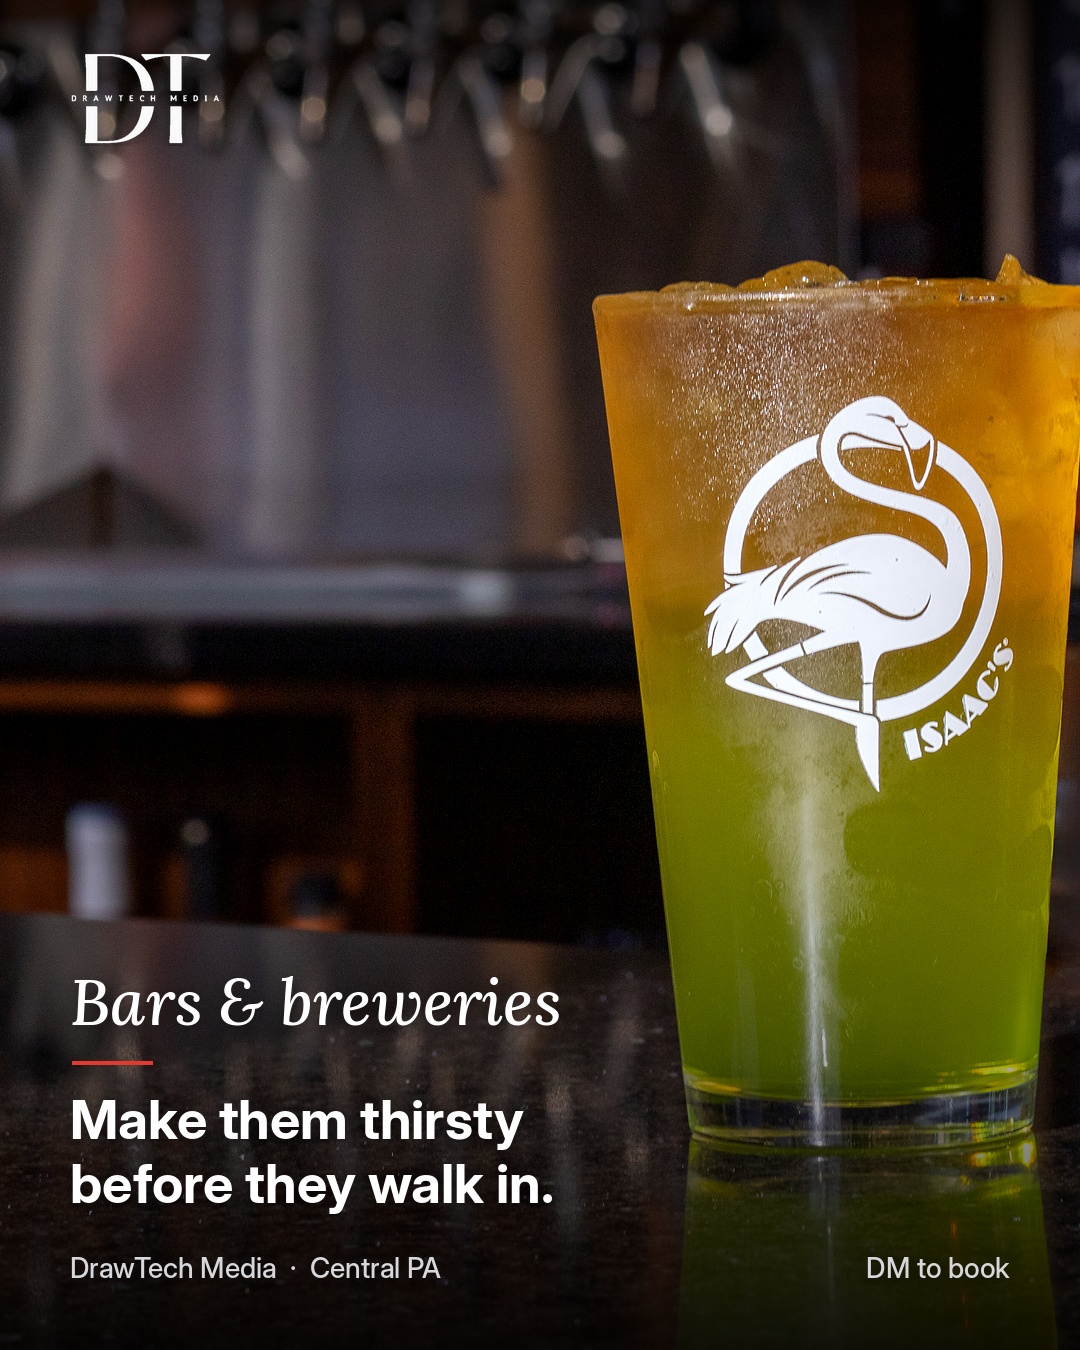 DT
DRAWTECH MEDIA
ISAAC'S
Bars & breweries
Make them thirsty
before they walk in.
DrawTech Media · Central PA
DM to book